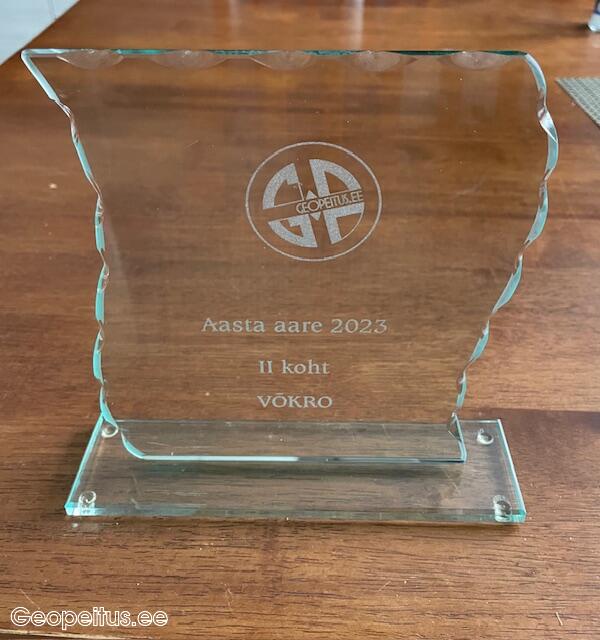 GEOPEITUS.EE
Aasta aare 2023
II koht
VÕKRO
Geopeitus.ee